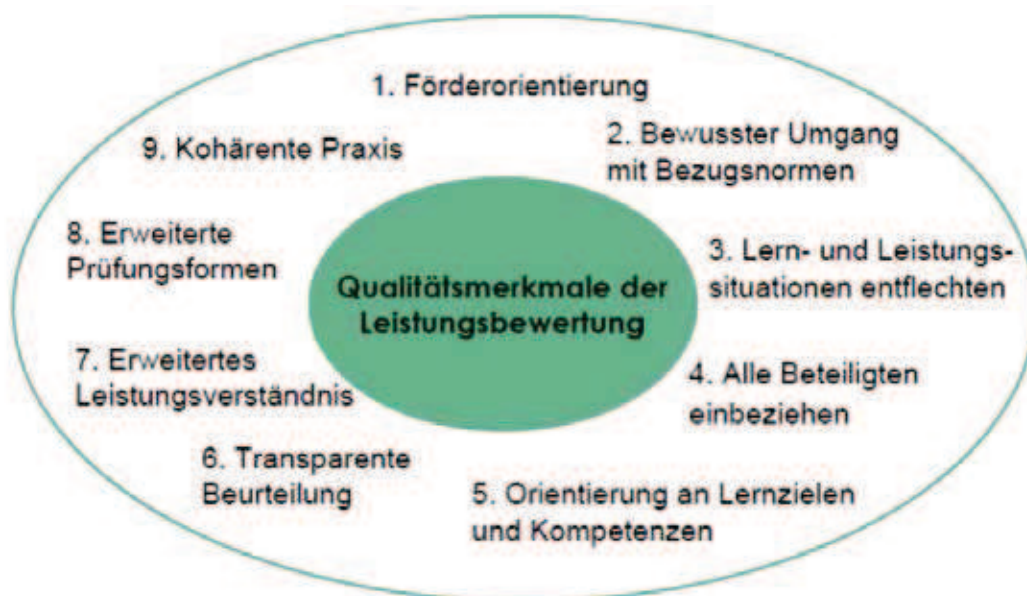 1. Förderorientierung
2. Bewusster Umgang
mit Bezugsnormen
3. Lern- und Leistungs-
situationen entflechten
4. Alle Beteiligten
einbeziehen
5. Orientierung an Lernzielen
und Kompetenzen
6. Transparente
Beurteilung
7. Erweitertes
Leistungsverständnis
8. Erweiterte
Prüfungsformen
9. Kohärente Praxis
Qualitätsmerkmale der
Leistungsbewertung